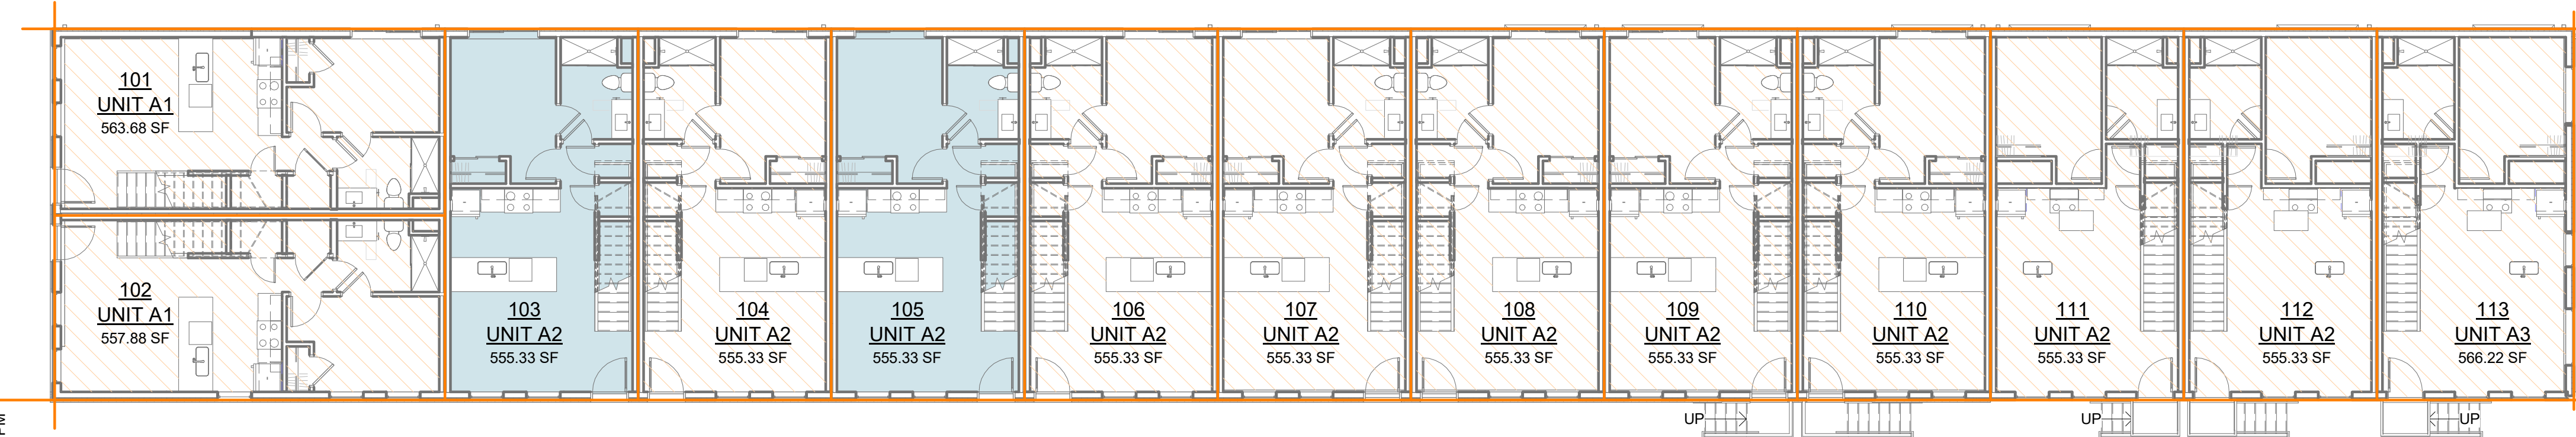 101
UNIT A1
563.68 SF
102
UNIT A1
557.88 SF
103
UNIT A2
555.33 SF
104
UNIT A2
555.33 SF
105
UNIT A2
555.33 SF
106
UNIT A2
555.33 SF
107
UNIT A2
555.33 SF
108
UNIT A2
555.33 SF
109
UNIT A2
555.33 SF
110
UNIT A2
555.33 SF
111
UNIT A2
555.33 SF
112
UNIT A2
555.33 SF
113
UNIT A3
566.22 SF
UP
UP
UP
PM